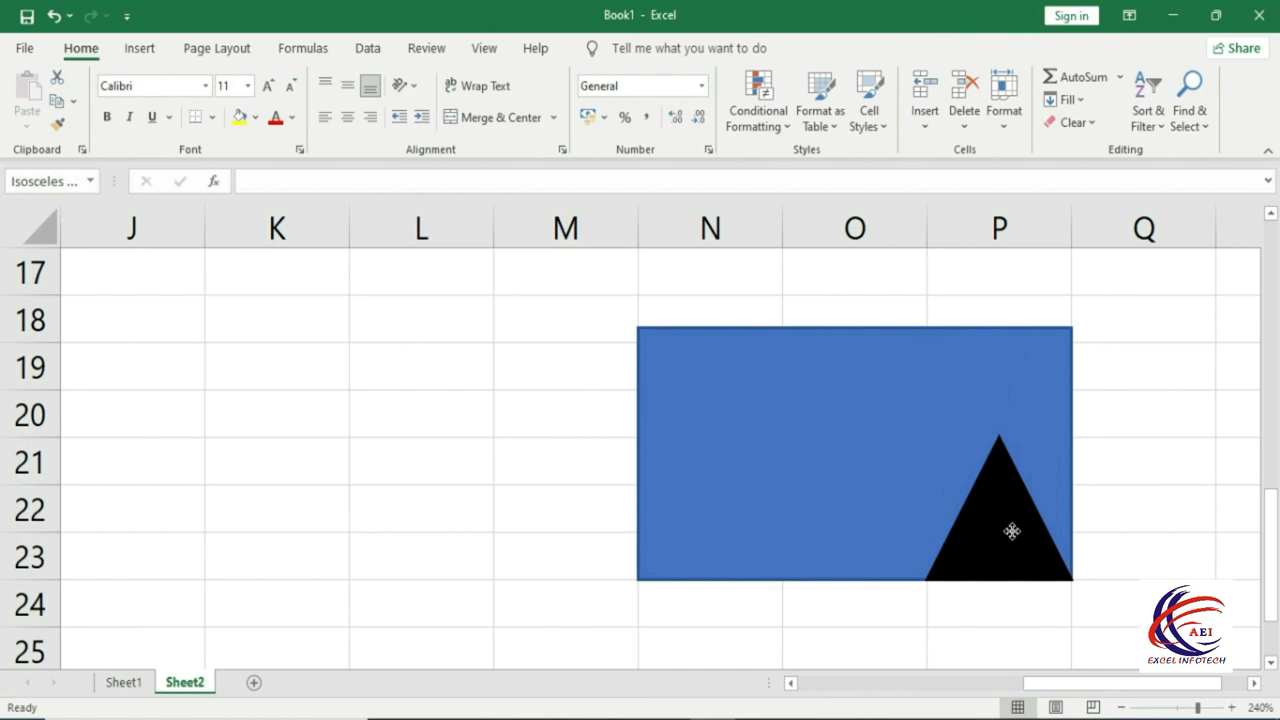 Book1 - Excel
Sign in
File Home Insert Page Layout Formulas Data Review View Help Tell me what you want to do Share
Paste
Calibri 11 A A
B I U A
Wrap Text
Merge & Center
General
% ,
Conditional Formatting
Format as Table
Cell Styles
Insert Delete Format
AutoSum
Fill
Clear
Sort & Filter
Find & Select
Clipboard Font Alignment Number Styles Cells Editing
Isosceles ... fx
J K L M N O P Q
17
18
19
20
21
22
23
24
25
AEI
EXCEL INFOTECH
Sheet1 Sheet2
Ready 240%